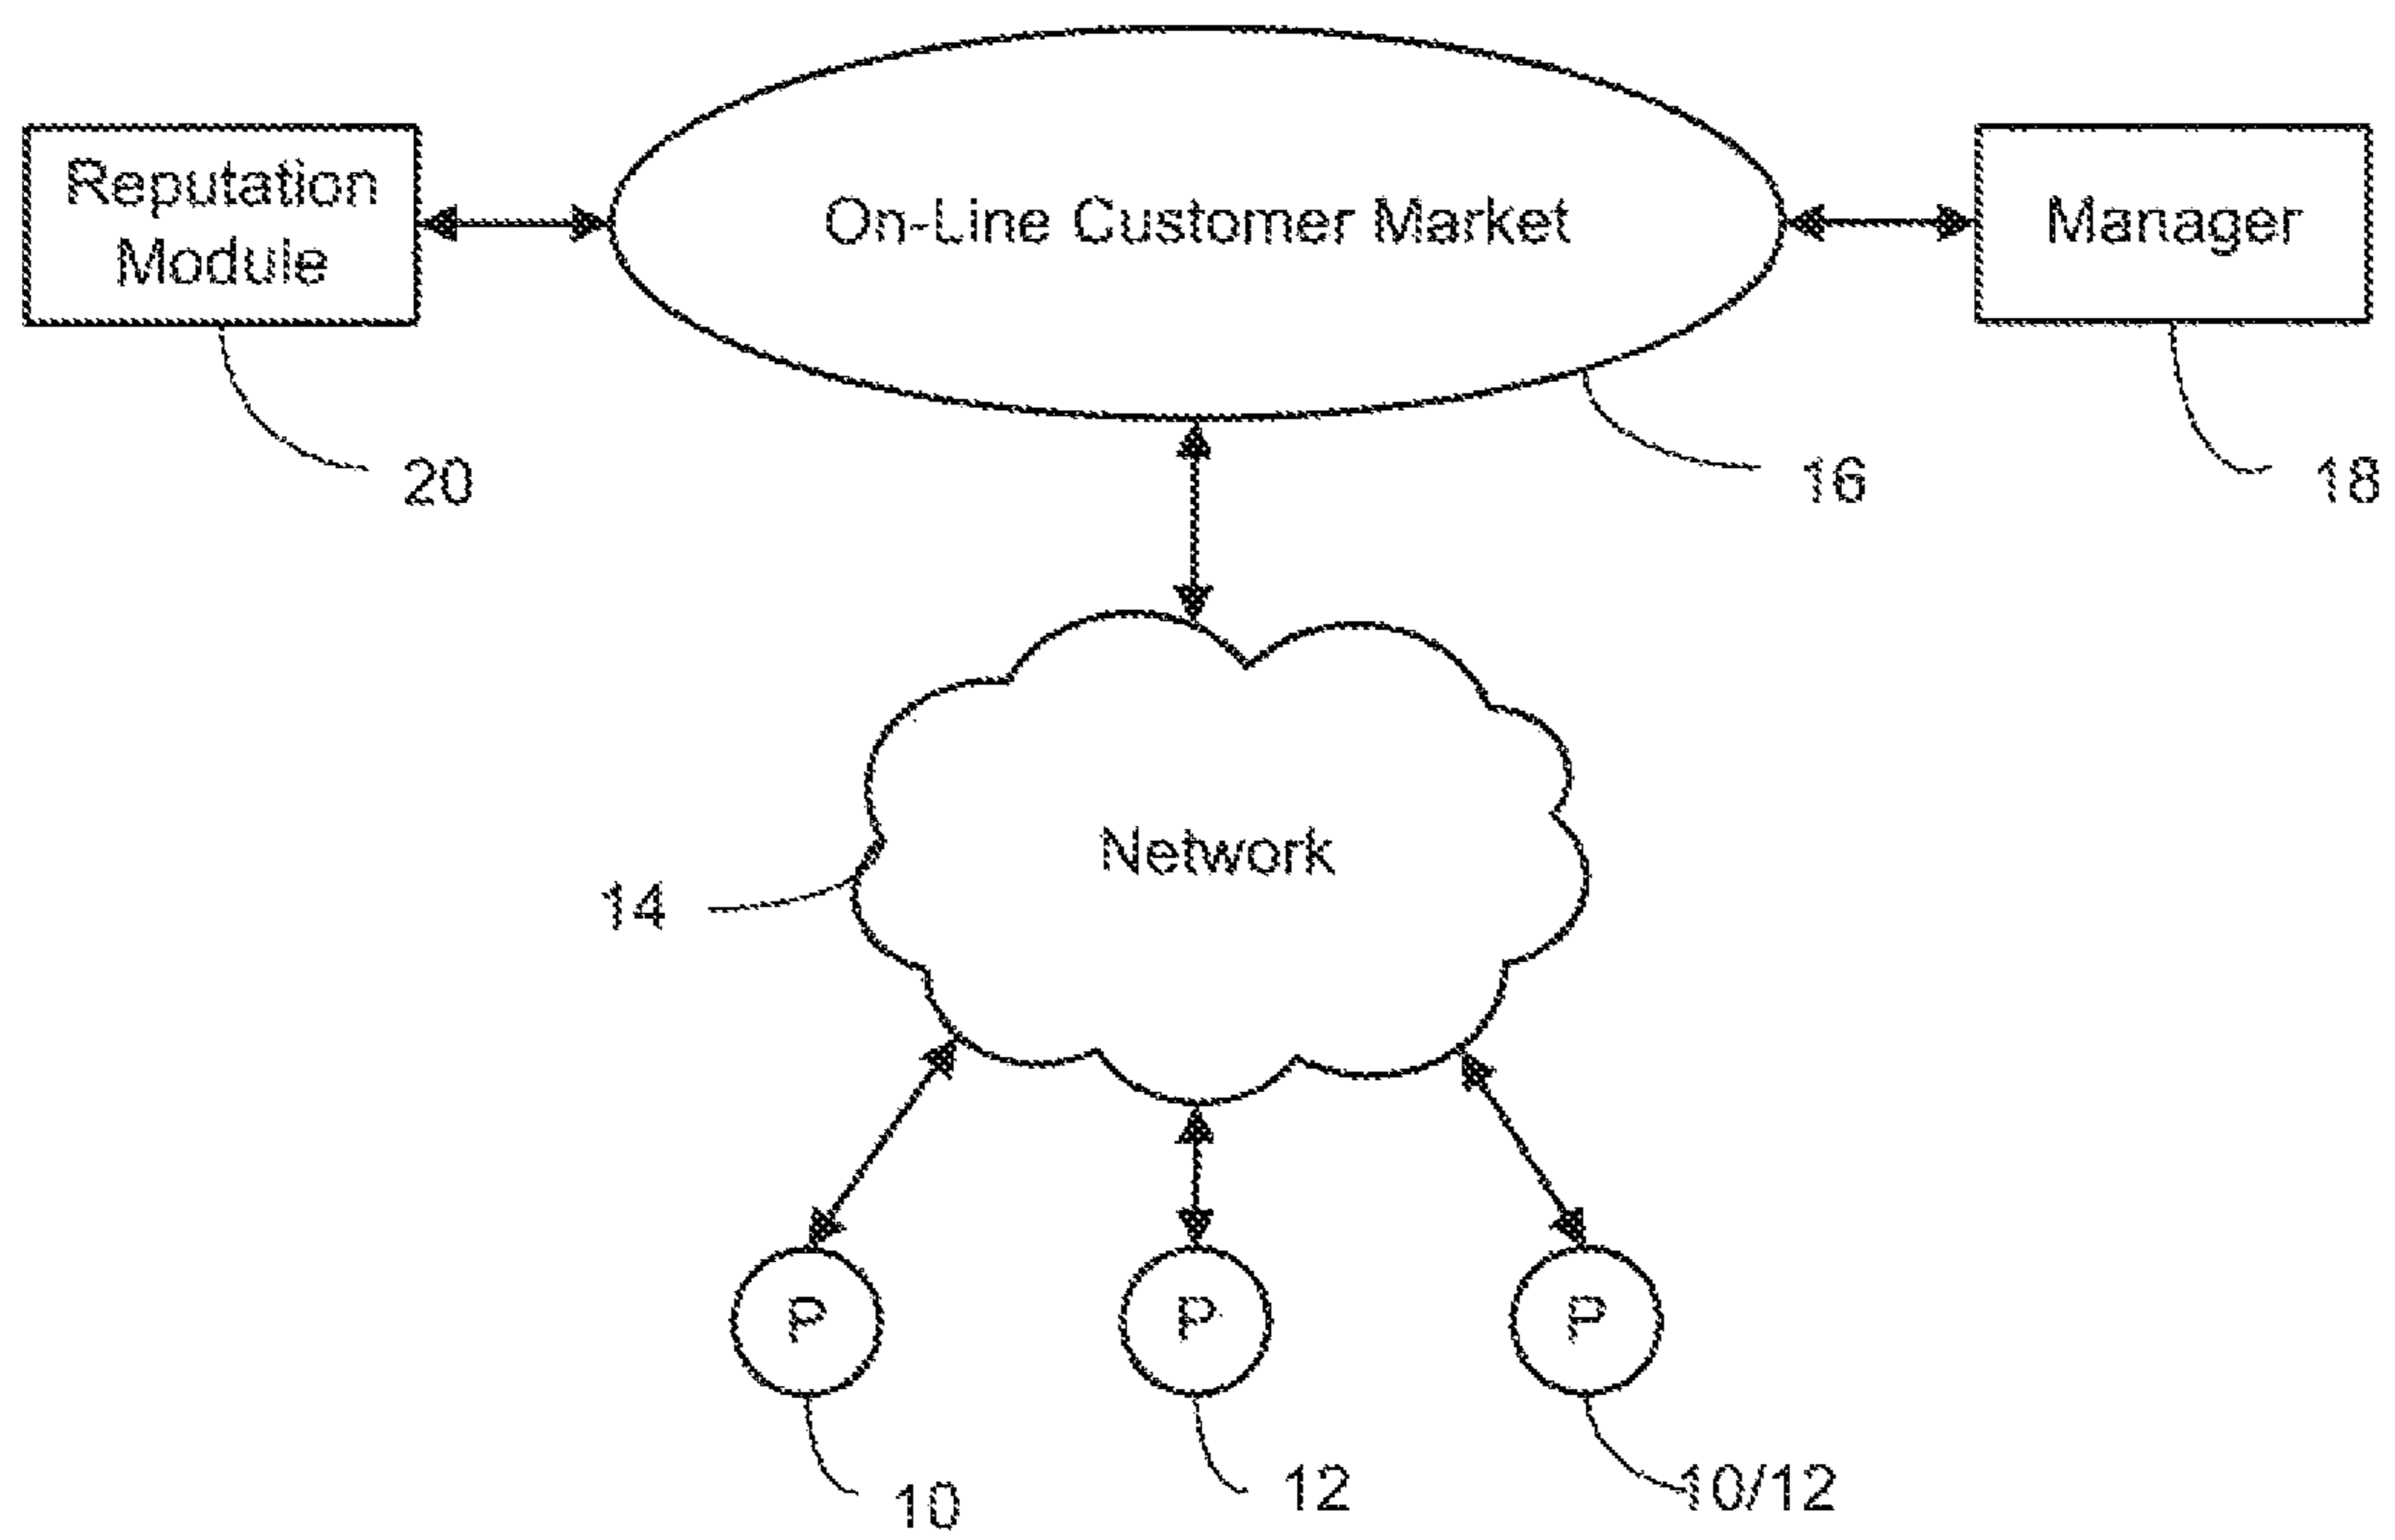 Reputation
Module
On-Line Customer Market
Manager
20
16
18
Network
14
P
P
P
10
12
10/12